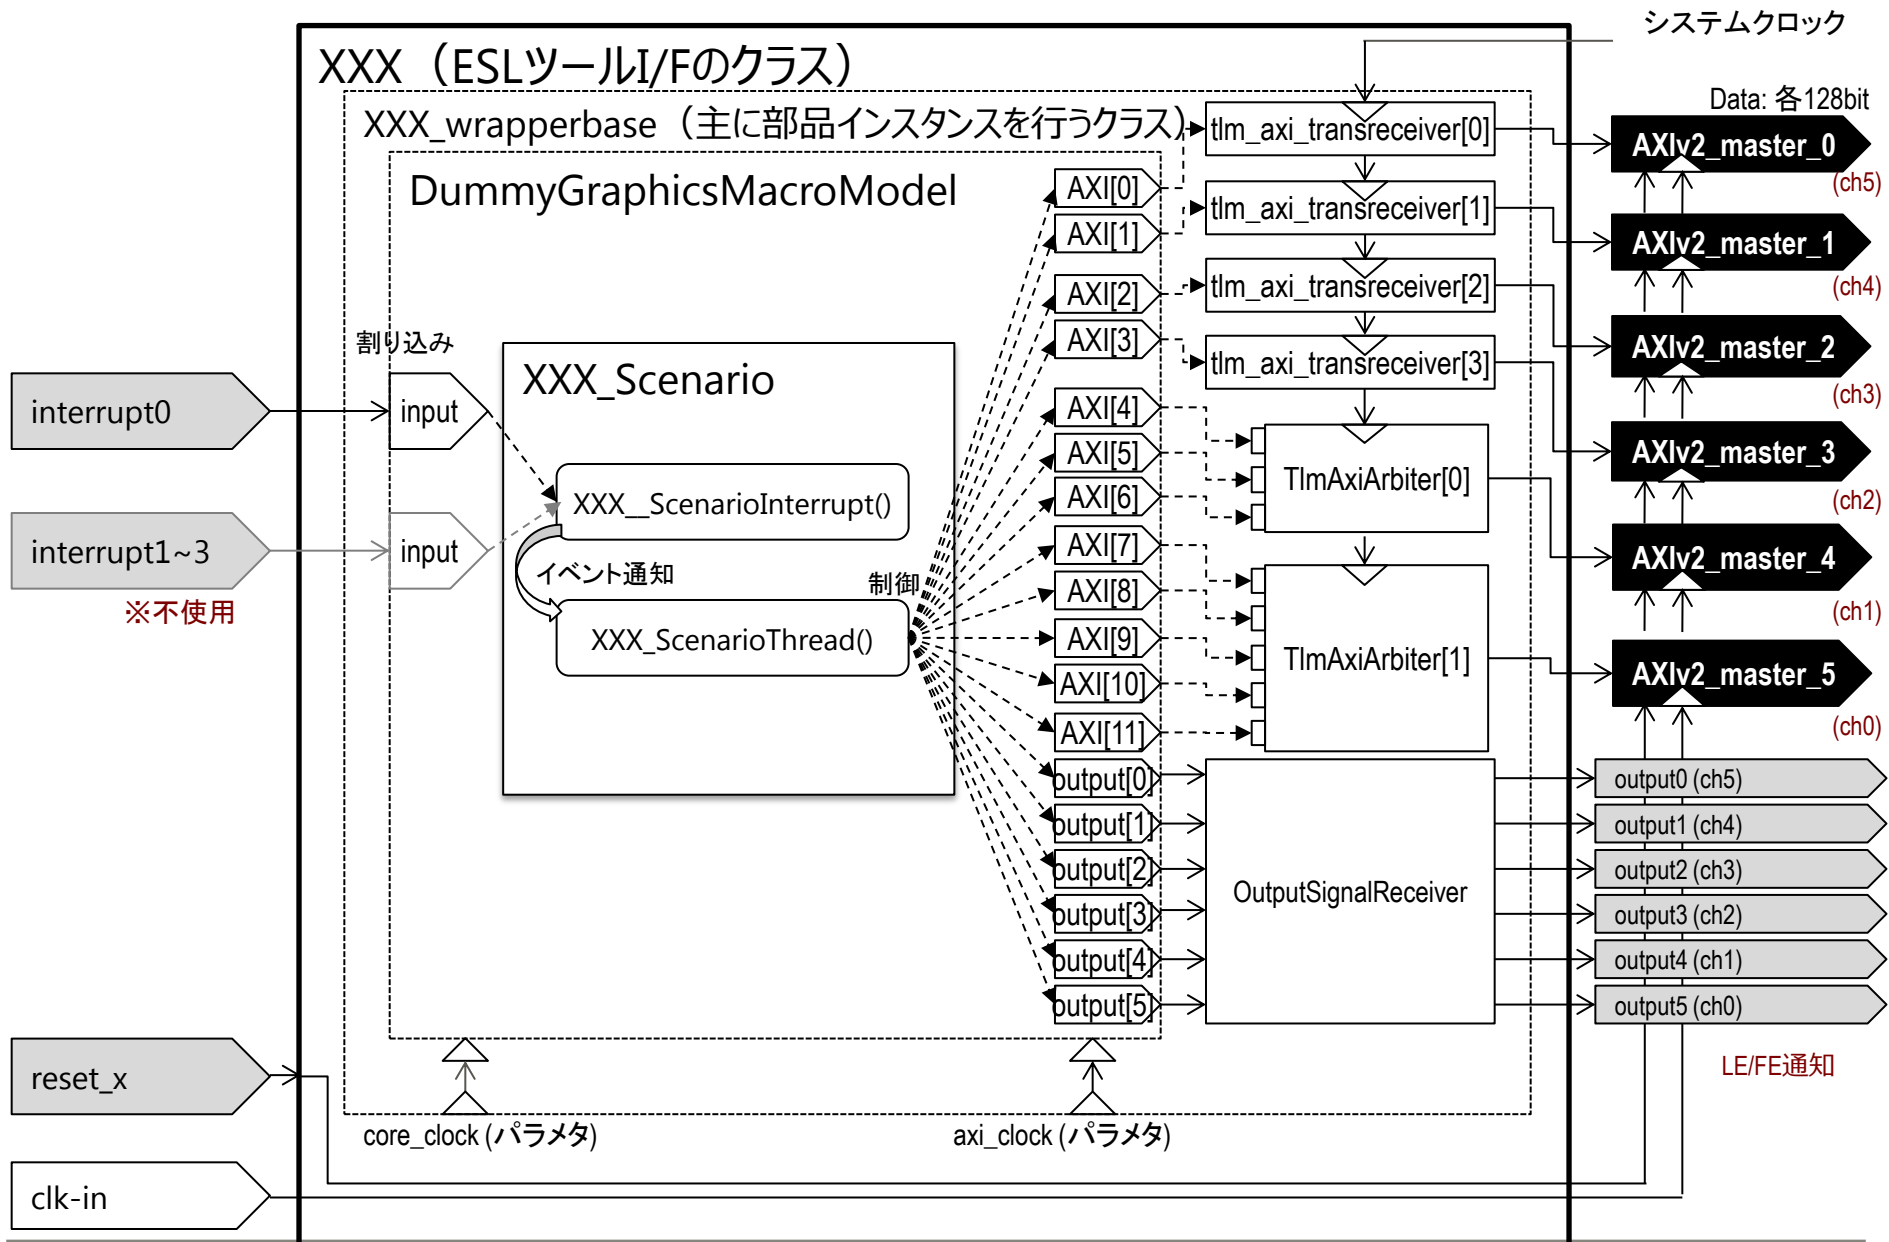 システムクロック
XXX（ESLツールI/Fのクラス）
Data: 各128bit
XXX_wrapperbase（主に部品インスタンスを行うクラス）
tlm_axi_transreceiver[0]
AXIv2_master_0
(ch5)
DummyGraphicsMacroModel
AXI[0]
tlm_axi_transreceiver[1]
AXI[1]
AXIv2_master_1
(ch4)
AXI[2]
tlm_axi_transreceiver[2]
割り込み
AXI[3]
tlm_axi_transreceiver[3]
AXIv2_master_2
(ch3)
XXX_Scenario
interrupt0
input
AXI[4]
AXI[5]
AXI[6]
TlmAxiArbiter[0]
AXIv2_master_3
(ch2)
XXX__ScenarioInterrupt()
interrupt1~3
input
※不使用
イベント通知
制御
AXI[7]
AXI[8]
AXI[9]
AXI[10]
AXI[11]
TlmAxiArbiter[1]
AXIv2_master_4
(ch1)
XXX_ScenarioThread()
AXIv2_master_5
(ch0)
output[0]
output[1]
output[2]
output[3]
output[4]
output[5]
OutputSignalReceiver
output0 (ch5)
output1 (ch4)
output2 (ch3)
output3 (ch2)
output4 (ch1)
output5 (ch0)
LE/FE通知
reset_x
core_clock (パラメタ)
axi_clock (パラメタ)
clk-in